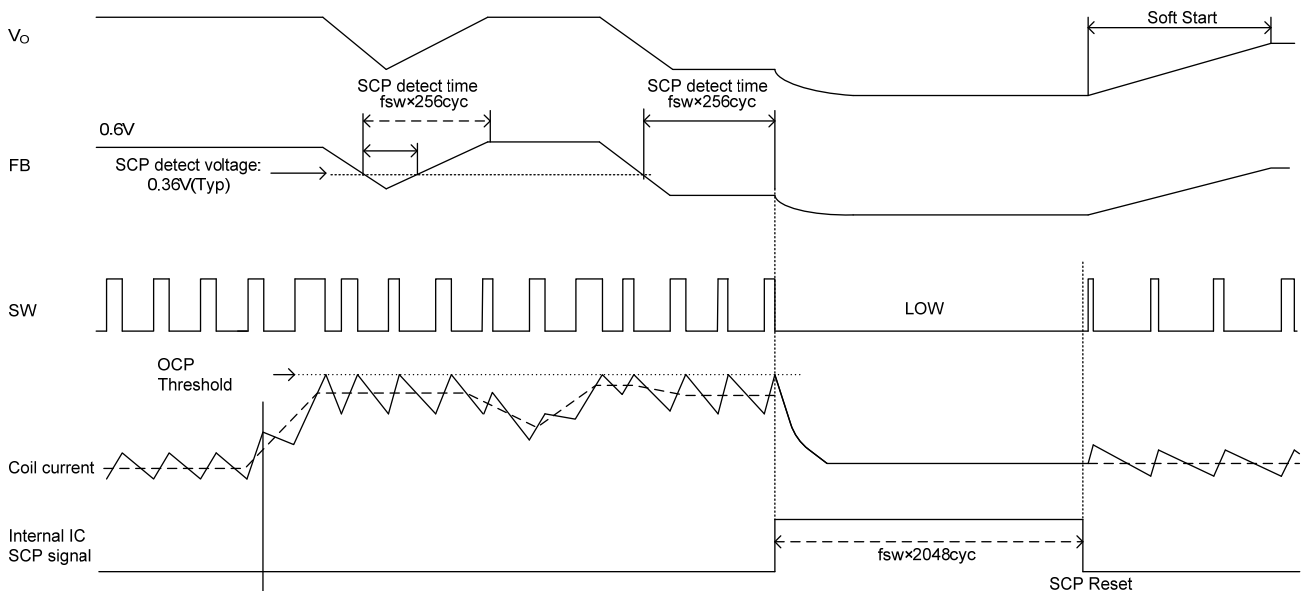 Soft Start
VO
SCP detect time
fsw×256cyc
SCP detect time
fsw×256cyc
0.6V
FB
SCP detect voltage:
0.36V(Typ)
SW
LOW
OCP
Threshold
Coil current
Internal IC
SCP signal
fsw×2048cyc
SCP Reset